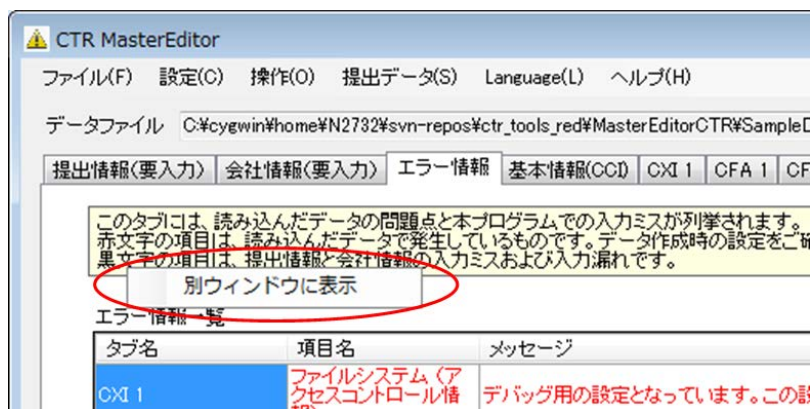 CTR MasterEditor
ファイル(F) 設定(C) 操作(O) 提出データ(S) Language(L) ヘルプ(H)
データファイル C:¥cygwin¥home¥N2732¥svn-repos¥ctr_tools_red¥MasterEditorCTR¥SampleD
提出情報(要入力) 会社情報(要入力) エラー情報 基本情報(CCI) CXI 1 CFA 1 CF
このタブには、読み込んだデータの問題点と本プログラムでの入力ミスが列挙されます。
赤文字の項目は、読み込んだデータで発生しているものです。データ作成時の設定をご確
黒文字の項目は、提出情報と会社情報の入力ミスおよび入力漏れです。
別ウィンドウに表示
エラー情報一覧
タブ名 項目名 メッセージ
CXI 1 ファイルシステム(ア
クセスコントロール情
報) デバッグ用の設定となっています。この設